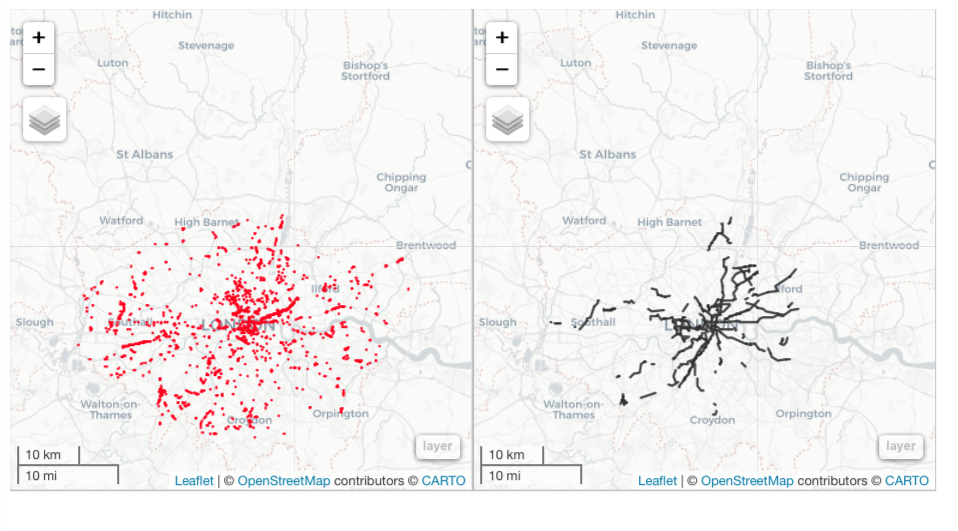 Hitchin
+
Stevenage
−
Luton
Bishop's
Stortford
St Albans
Chipping
Ongar
Watford
High Barnet
Brentwood
Ilford
Slough
Southall
LONDON
Walton-on-
Thames
Croydon
Orpington
layer
10 km
10 mi
Leaflet | © OpenStreetMap contributors © CARTO
Hitchin
+
Stevenage
−
Luton
Bishop's
Stortford
St Albans
Chipping
Ongar
Watford
High Barnet
Brentwood
Ilford
Slough
Southall
LONDON
Walton-on-
Thames
Croydon
Orpington
layer
10 km
10 mi
Leaflet | © OpenStreetMap contributors © CARTO